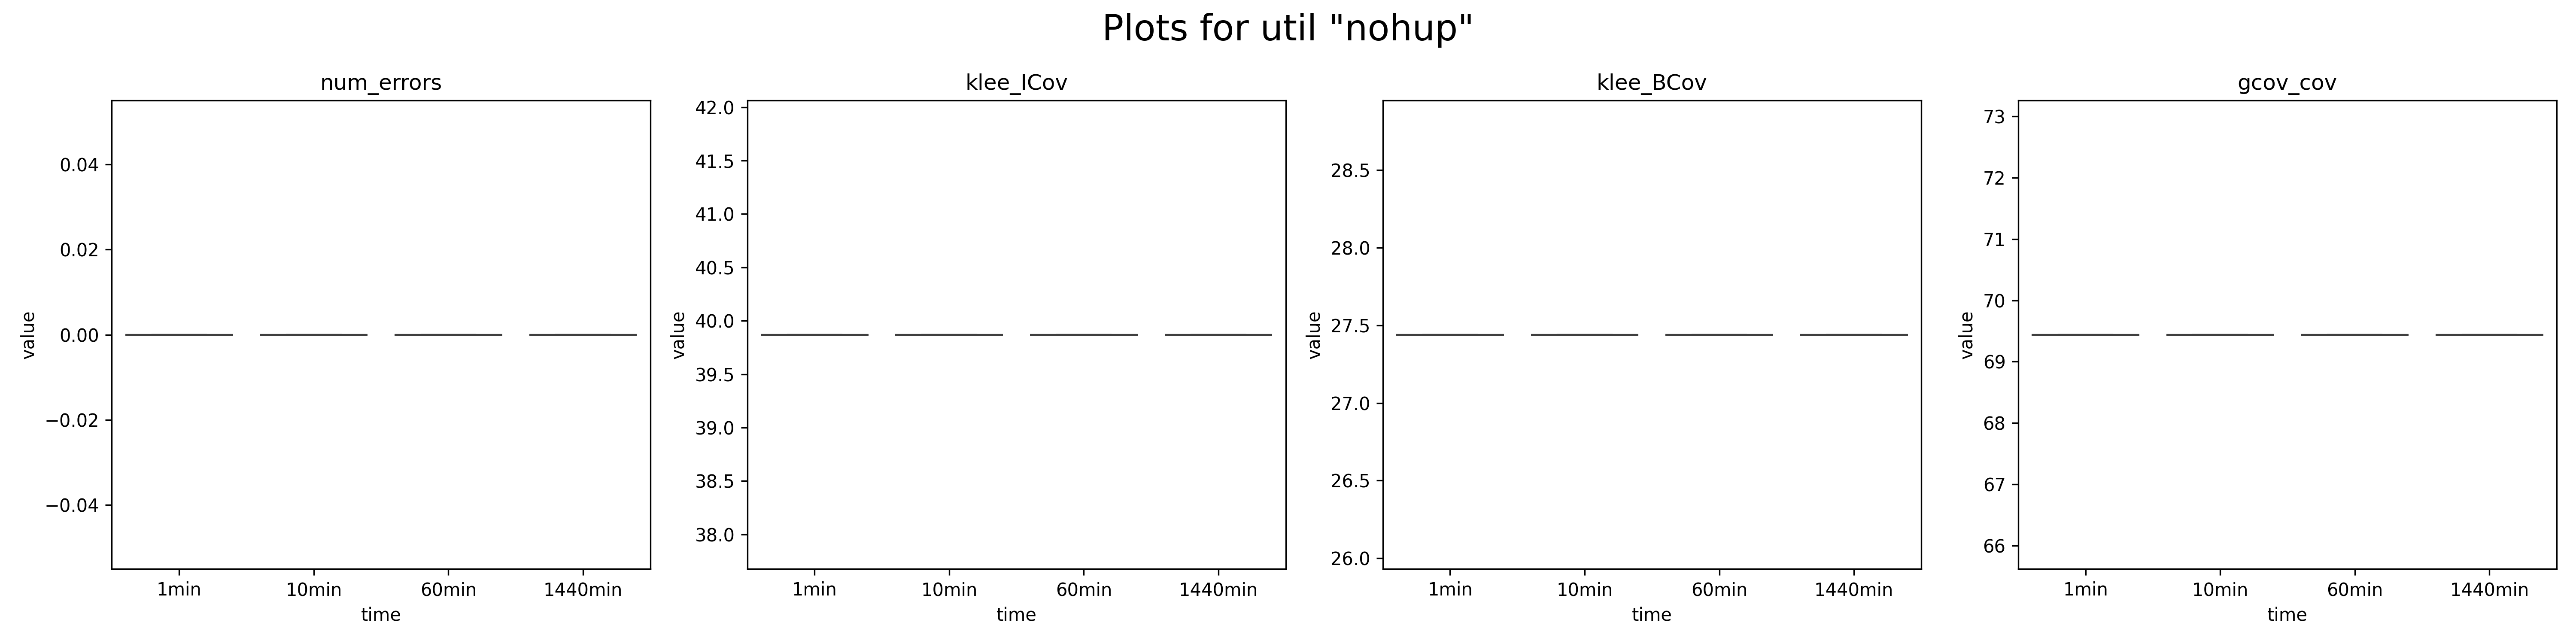 Plots for util "nohup"
num_errors
0.04
0.02
0.00
−0.02
−0.04
value
1min 10min 60min 1440min
time
klee_ICov
42.0
41.5
41.0
40.5
40.0
39.5
39.0
38.5
38.0
value
1min 10min 60min 1440min
time
klee_BCov
28.5
28.0
27.5
27.0
26.5
26.0
value
1min 10min 60min 1440min
time
gcov_cov
73
72
71
70
69
68
67
66
value
1min 10min 60min 1440min
time